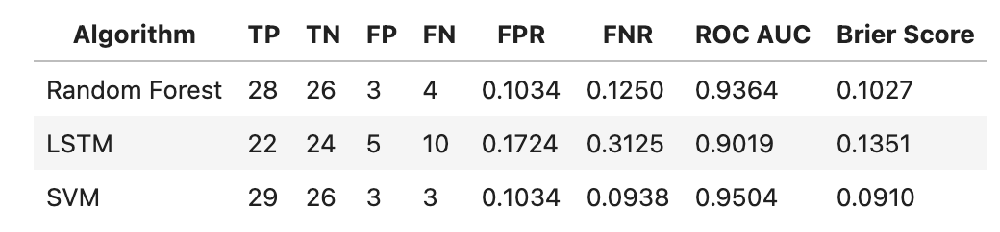 Algorithm TP TN FP FN FPR FNR ROC AUC Brier Score
Random Forest 28 26 3 4 0.1034 0.1250 0.9364 0.1027
LSTM 22 24 5 10 0.1724 0.3125 0.9019 0.1351
SVM 29 26 3 3 0.1034 0.0938 0.9504 0.0910